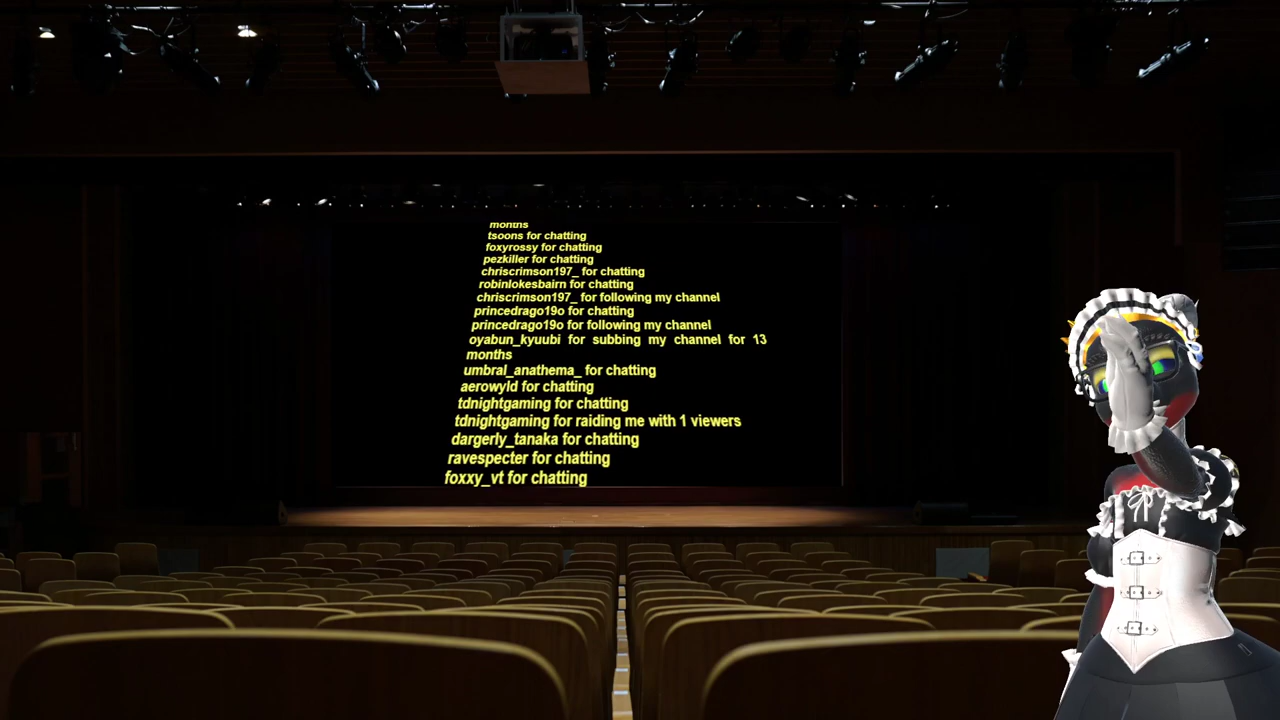 months
tsoons for chatting
foxyrossy for chatting
pezkiller for chatting
chriscrimson197_ for chatting
robinlokesbairn for chatting
chriscrimson197_ for following my channel
princedrago19o for chatting
princedrago19o for following my channel
oyabun_kyuubi for subbing my channel for 13
months
umbral_anathema_ for chatting
aerowyld for chatting
tdnightgaming for chatting
tdnightgaming for raiding me with 1 viewers
dargerly_tanaka for chatting
ravespecter for chatting
foxxy_vt for chatting